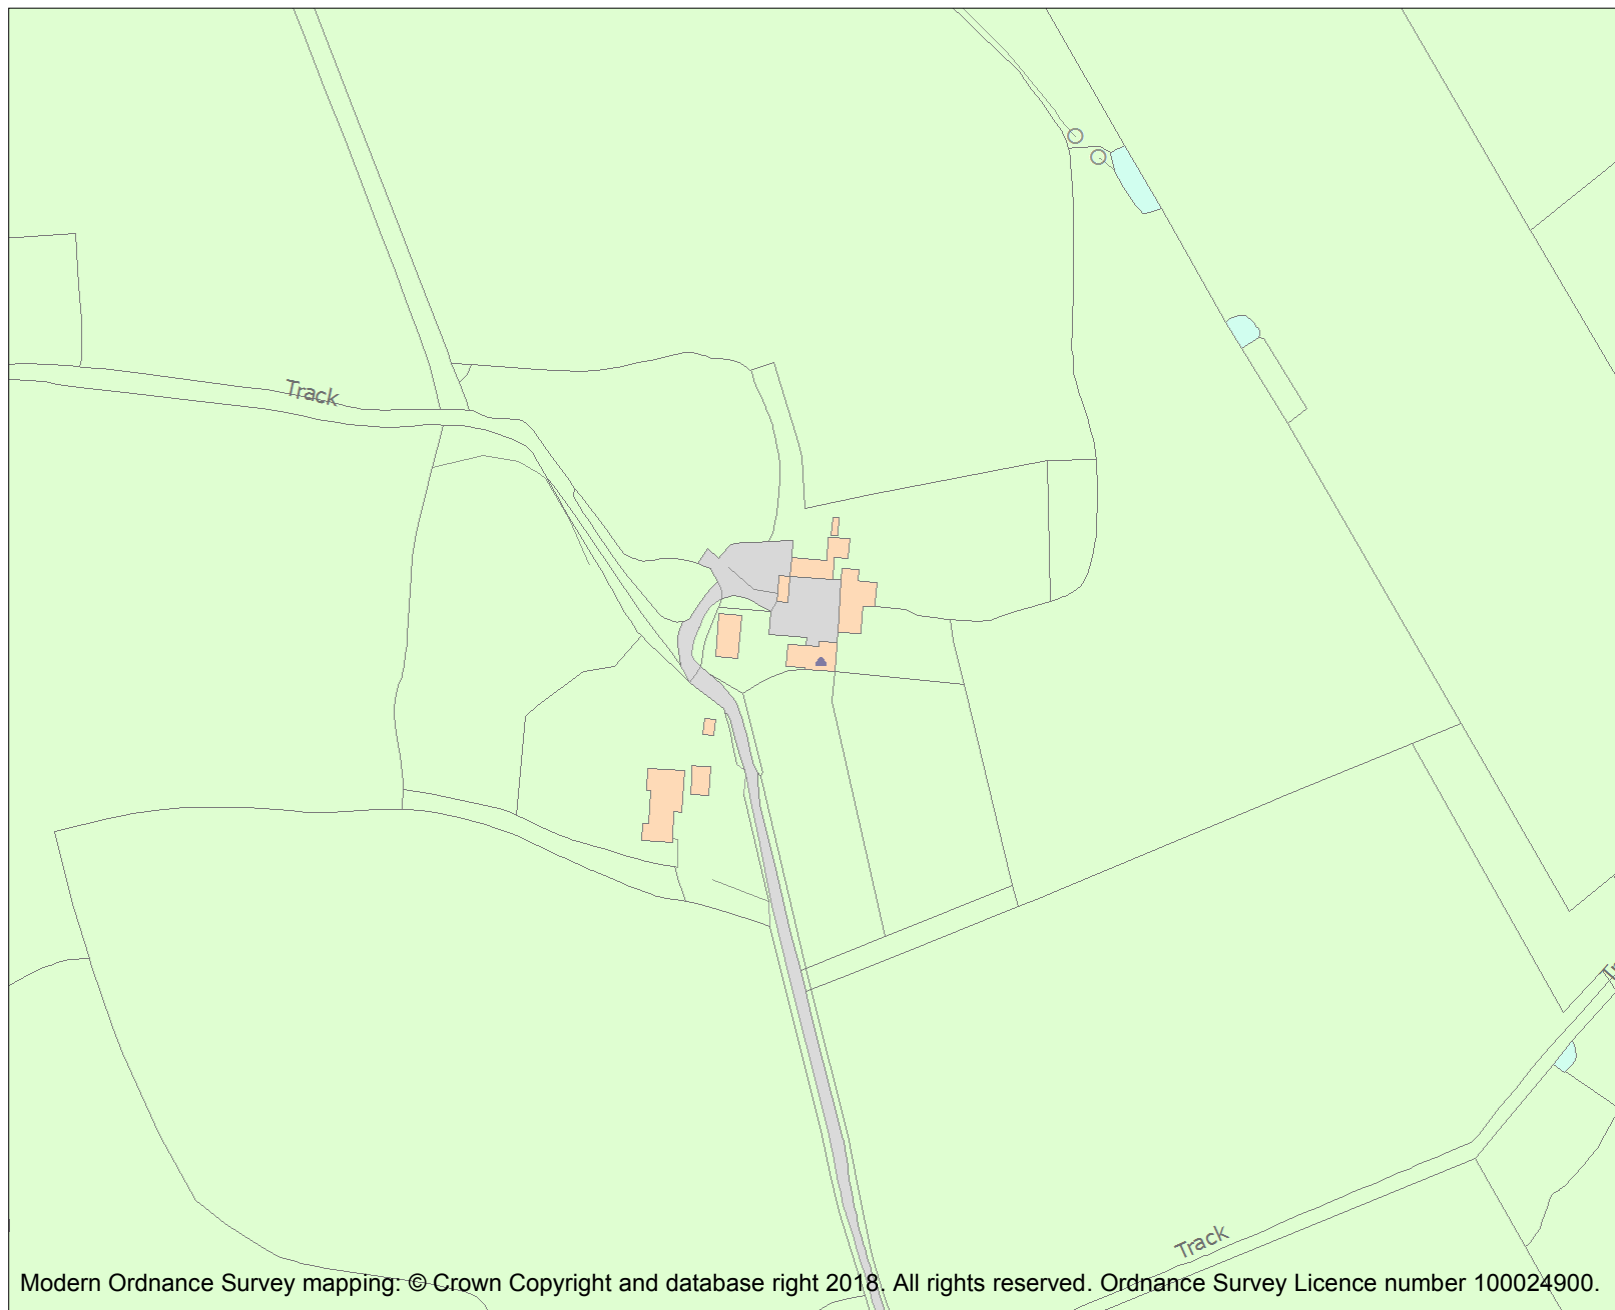 Track
Track
Modern Ordnance Survey mapping: © Crown Copyright and database right 2018. All rights reserved. Ordnance Survey Licence number 100024900.